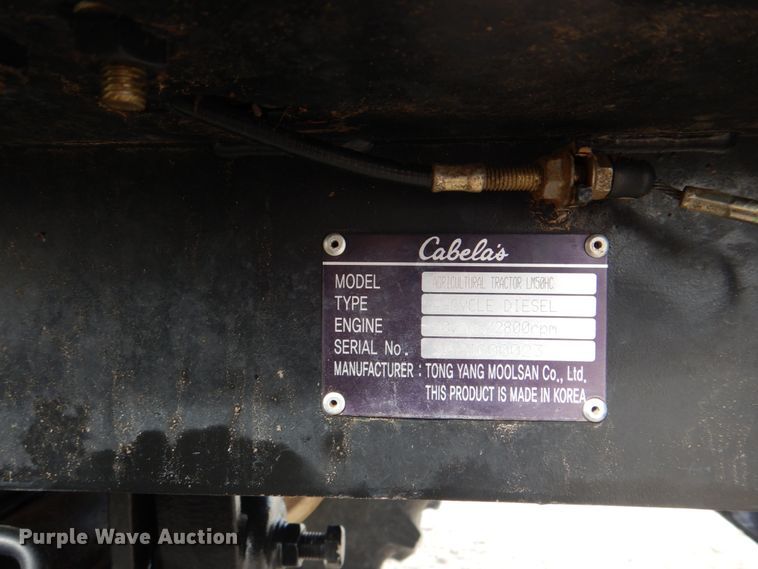 Cabela's
MODEL AGRICULTURAL TRACTOR LM50HC
TYPE CYCLE DIESEL
ENGINE 2800rpm
SERIAL No.
MANUFACTURER : TONG YANG MOOLSAN Co., Ltd.
THIS PRODUCT IS MADE IN KOREA
Purple Wave Auction